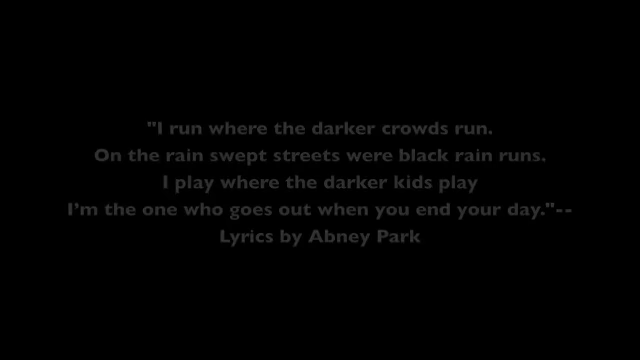 "I run where the darker crowds run.
On the rain swept streets were black rain runs.
I play where the darker kids play
I’m the one who goes out when you end your day."--
Lyrics by Abney Park